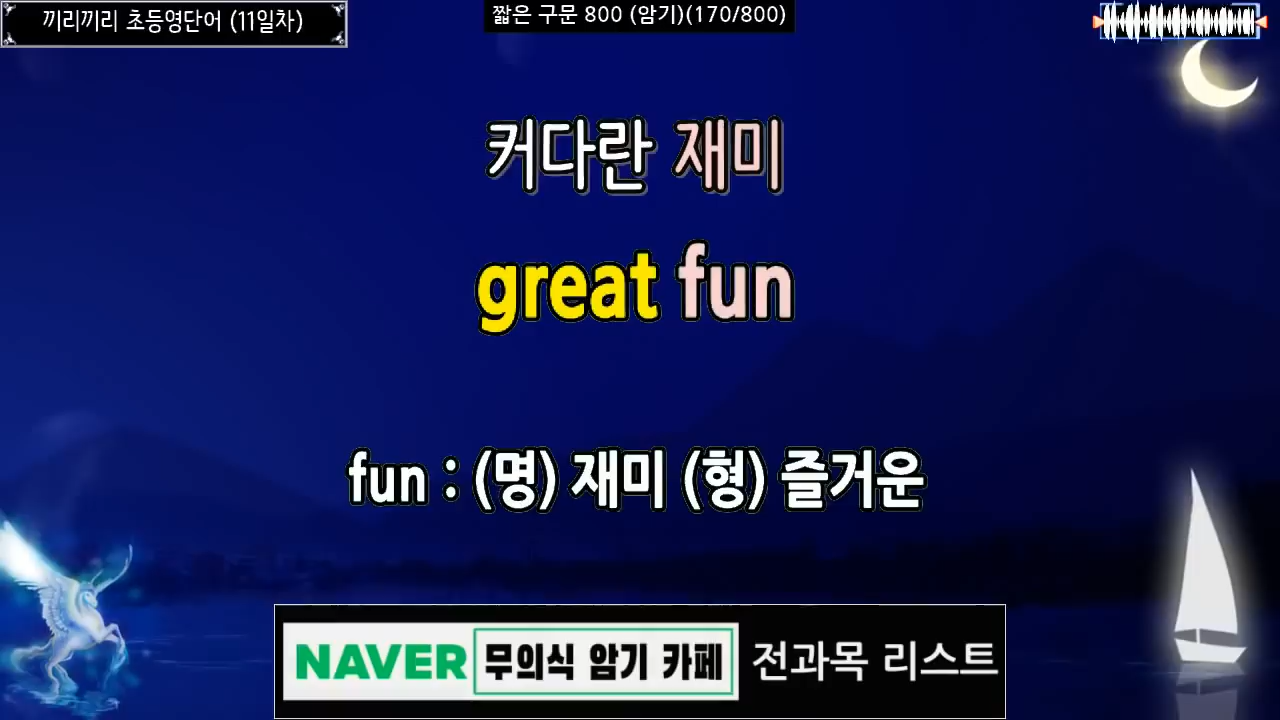 끼리끼리 초등영단어 (11일차)
짧은 구문 800 (암기)(170/800)
커다란 재미
great fun
fun : (명) 재미 (형) 즐거운
NAVER 무의식 암기 카페 전과목 리스트